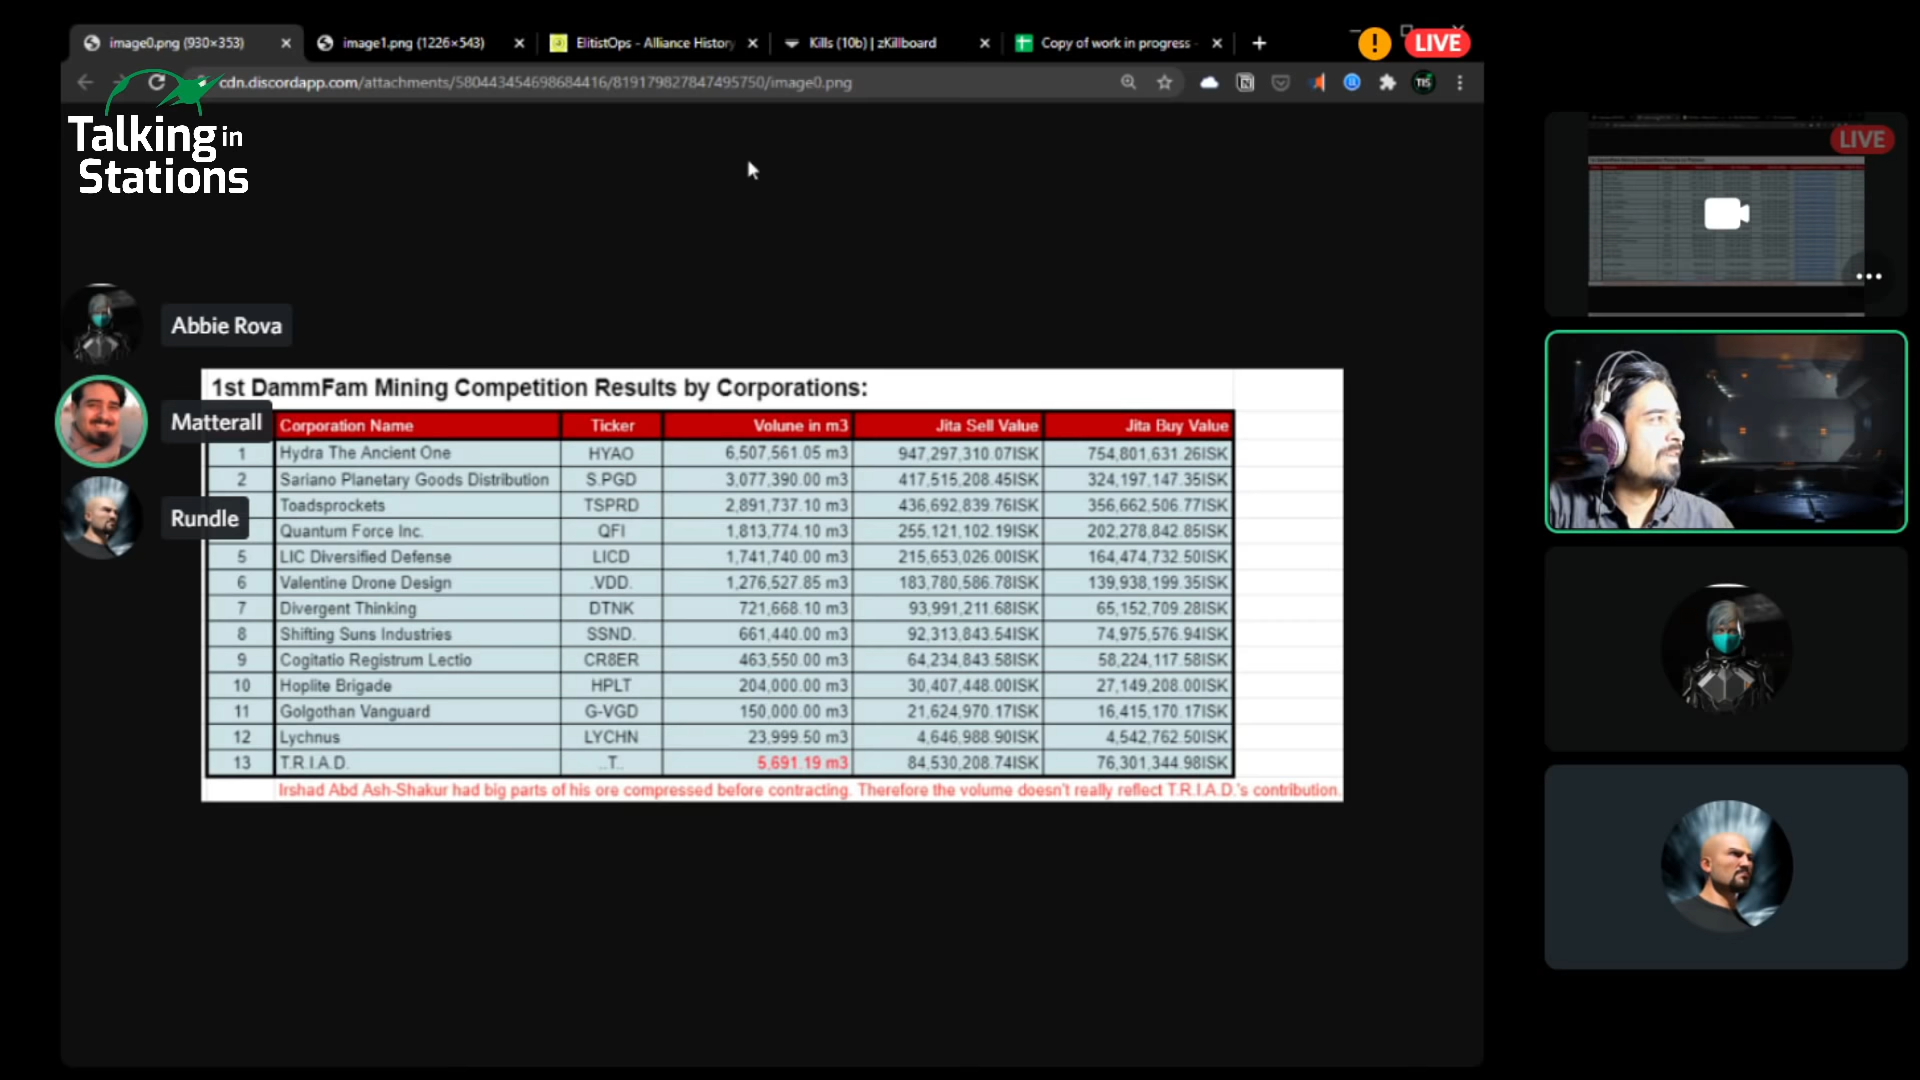 image0.png (930×353)
image1.png (1226×543)
ElitistOps - Alliance History
Kills (10b) | zKillboard
Copy of work in progress -
LIVE
cdn.discordapp.com/attachments/580443454698684416/819179827847495750/image0.png
TIS
Talking in
Stations
LIVE
Abbie Rova
Matterall
Rundle
1st DammFam Mining Competition Results by Corporations:
Corporation Name Ticker Volume in m3 Jita Sell Value Jita Buy Value
1 Hydra The Ancient One HYAO 6,507,561.05 m3 947,297,310.07ISK 754,801,631.26ISK
2 Sariano Planetary Goods Distribution S.PGD 3,077,390.00 m3 417,515,208.45ISK 324,197,147.35ISK
Toadsprockets TSPRD 2,891,737.10 m3 436,692,839.76ISK 356,662,506.77ISK
Quantum Force Inc. QFI 1,813,774.10 m3 255,121,102.19ISK 202,278,842.85ISK
5 LIC Diversified Defense LICD 1,741,740.00 m3 215,653,026.00ISK 164,474,732.50ISK
6 Valentine Drone Design .VDD. 1,276,527.85 m3 183,780,586.78ISK 139,938,199.35ISK
7 Divergent Thinking DTNK 721,668.10 m3 93,991,211.68ISK 65,152,709.28ISK
8 Shifting Suns Industries SSND. 661,440.00 m3 92,313,843.54ISK 74,975,576.94ISK
9 Cogitatio Registrum Lectio CR8ER 463,550.00 m3 64,234,843.58ISK 58,224,117.58ISK
10 Hoplite Brigade HPLT 204,000.00 m3 30,407,448.00ISK 27,149,208.00ISK
11 Golgothan Vanguard G-VGD 150,000.00 m3 21,624,970.17ISK 16,415,170.17ISK
12 Lychnus LYCHN 23,999.50 m3 4,646,988.90ISK 4,542,762.50ISK
13 T.R.I.A.D. ..T.. 5,691.19 m3 84,530,208.74ISK 76,301,344.98ISK
Irshad Abd Ash-Shakur had big parts of his ore compressed before contracting. Therefore the volume doesn't really reflect T.R.I.A.D.'s contribution.